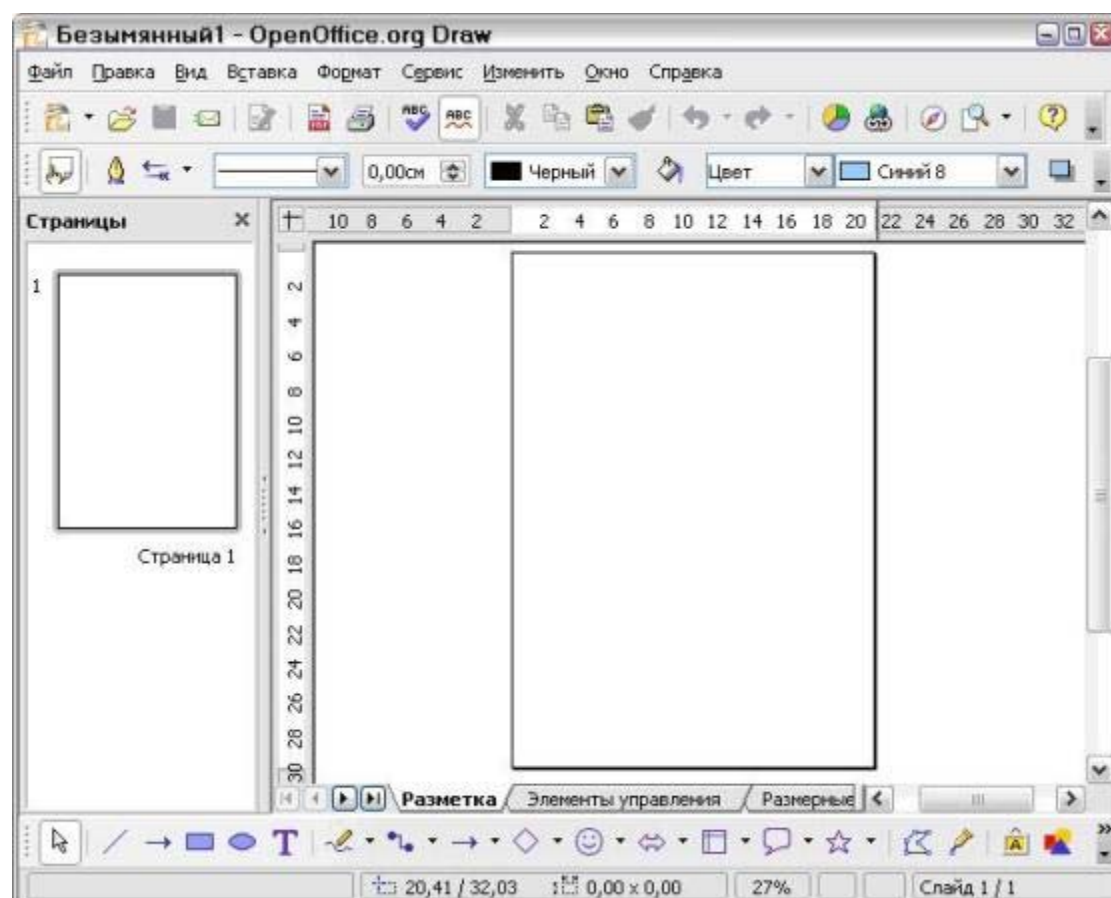 Безымянный1 - OpenOffice.org Draw
Файл Правка Вид Вставка Формат Сервис Изменить Окно Справка
ABC ABC
0,00см Черный Цвет Синий 8
Страницы
10 8 6 4 2 2 4 6 8 10 12 14 16 18 20 22 24 26 28 30 32
1
2
4
6
8
10
12
14
16
18
20
22
24
26
28
30
Страница 1
Разметка Элементы управления Размерные
T A
20,41 / 32,03 0,00 x 0,00 27% Слайд 1 / 1